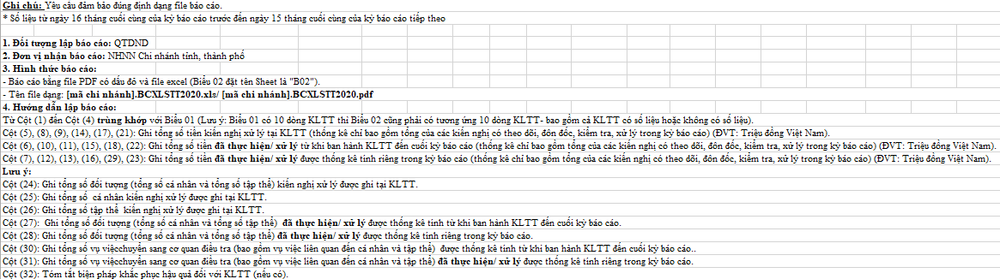 Ghi chú: Yêu cầu đảm bảo đúng định dạng file báo cáo.
* Số liệu từ ngày 16 tháng cuối cùng của kỳ báo cáo trước đến ngày 15 tháng cuối cùng của kỳ báo cáo tiếp theo
1. Đối tượng lập báo cáo: QTDND
2. Đơn vị nhận báo cáo: NHNN Chi nhánh tỉnh, thành phố
3. Hình thức báo cáo:
- Báo cáo bằng file PDF có dấu đỏ và file excel (Biểu 02 đặt tên Sheet là "B02").
- Tên file dạng: [mã chi nhánh].BCXLSTT2020.xls/ [mã chi nhánh].BCXLSTT2020.pdf
4. Hướng dẫn lập báo cáo:
Từ Cột (1) đến Cột (4) trùng khớp với Biểu 01 (Lưu ý: Biểu 01 có 10 dòng KLTT thì Biểu 02 cũng phải có tương ứng 10 dòng KLTT- bao gồm cả KLTT có số liệu hoặc không có số liệu).
Cột (5), (8), (9), (14), (17), (21): Ghi tổng số tiền kiến nghị xử lý tại KLTT (thống kê chỉ bao gồm tổng của các kiến nghị có theo dõi, đôn đốc, kiểm tra, xử lý trong kỳ báo cáo) (ĐVT: Triệu đồng Việt Nam).
Cột (6), (10), (11), (15), (18), (22): Ghi tổng số tiền đã thực hiện/ xử lý từ khi ban hành KLTT đến cuối kỳ báo cáo (thống kê chỉ bao gồm tổng của các kiến nghị có theo dõi, đôn đốc, kiểm tra, xử lý trong kỳ báo cáo) (ĐVT: Triệu đồng Việt Nam).
Cột (7), (12), (13), (16), (29), (23): Ghi tổng số tiền đã thực hiện/ xử lý được thống kê tính riêng trong kỳ báo cáo (thống kê chỉ bao gồm tổng của các kiến nghị có theo dõi, đôn đốc, kiểm tra, xử lý trong kỳ báo cáo) (ĐVT: Triệu đồng Việt Nam).
Lưu ý:
Cột (24): Ghi tổng số đối tượng (tổng số cá nhân và tổng số tập thể) kiến nghị xử lý được ghi tại KLTT.
Cột (25): Ghi tổng số cá nhân kiến nghị xử lý được ghi tại KLTT.
Cột (26): Ghi tổng số tập thể kiến nghị xử lý được ghi tại KLTT.
Cột (27): Ghi tổng số đối tượng (tổng số cá nhân và tổng số tập thể) đã thực hiện/ xử lý được thống kê tính từ khi ban hành KLTT đến cuối kỳ báo cáo.
Cột (28): Ghi tổng số đối tượng (tổng số cá nhân và tổng số tập thể) đã thực hiện/ xử lý được thống kê tính riêng trong kỳ báo cáo.
Cột (30): Ghi tổng số vụ việcchuyển sang cơ quan điều tra (bao gồm vụ việc liên quan đến cá nhân và tập thể) được thống kê tính từ khi ban hành KLTT đến cuối kỳ báo cáo..
Cột (31): Ghi tổng số vụ việcchuyển sang cơ quan điều tra (bao gồm vụ việc liên quan đến cá nhân và tập thể) đã thực hiện/ xử lý được thống kê tính riêng trong kỳ báo cáo.
Cột (32): Tóm tắt biện pháp khắc phục hậu quả đối với KLTT (nếu có).